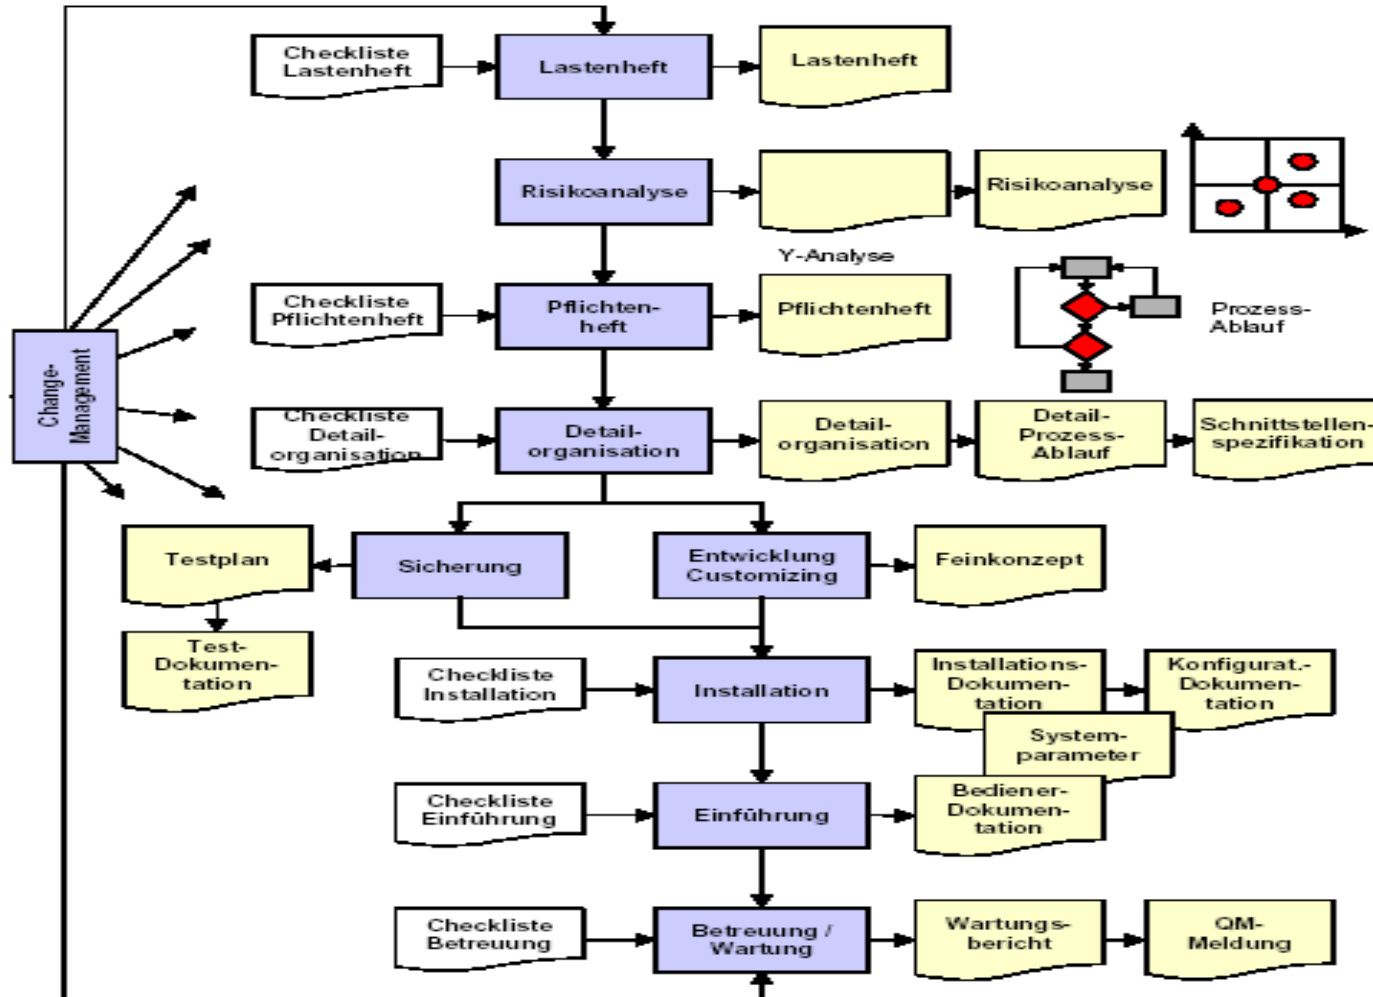 Checkliste
Lastenheft
Lastenheft
Lastenheft
Risikoanalyse
Risikoanalyse
Y-Analyse
Checkliste
Pflichtenheft
Pflichten-
heft
Pflichtenheft
Prozess-
Ablauf
Change-
Management
Checkliste
Detail-
organisation
Detail-
organisation
Detail-
organisation
Detail-
Prozess-
Ablauf
Schnittstellen-
spezifikation
Testplan
Sicherung
Entwicklung
Customizing
Feinkonzept
Test-
Dokumen-
tation
Checkliste
Installation
Installation
Installations-
Dokumen-
tation
Konfigurat.-
Dokumen-
tation
System-
parameter
Checkliste
Einführung
Einführung
Bediener-
Dokumen-
tation
Checkliste
Betreuung
Betreuung /
Wartung
Wartungs-
bericht
QM-
Meldung